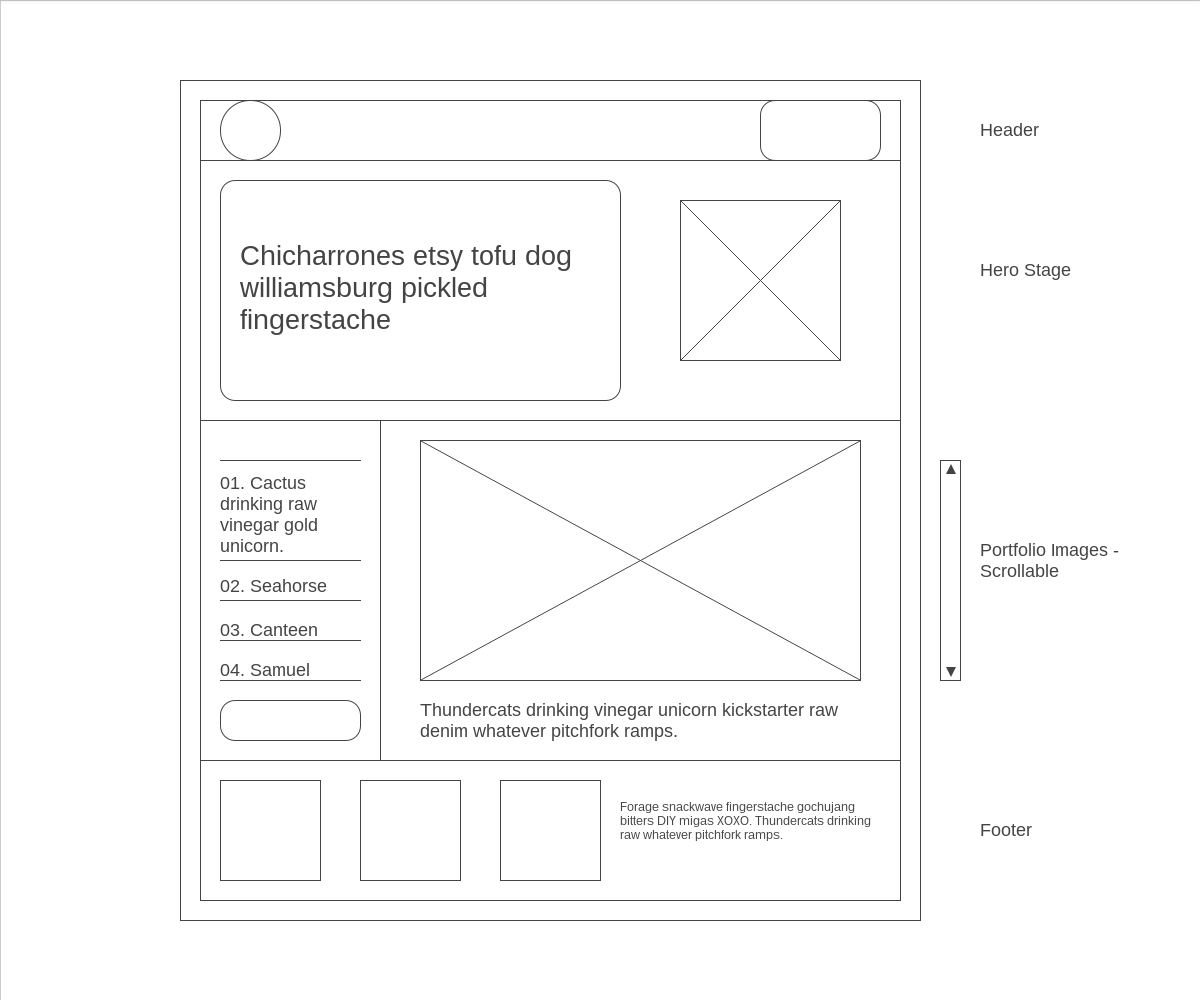 Header
Chicharrones etsy tofu dog
williamsburg pickled
fingerstache
Hero Stage
01. Cactus
drinking raw
vinegar gold
unicorn.
02. Seahorse
03. Canteen
04. Samuel
Thundercats drinking vinegar unicorn kickstarter raw
denim whatever pitchfork ramps.
Portfolio Images -
Scrollable
Forage snackwave fingerstache gochujang
bitters DIY migas XOXO. Thundercats drinking
raw whatever pitchfork ramps.
Footer